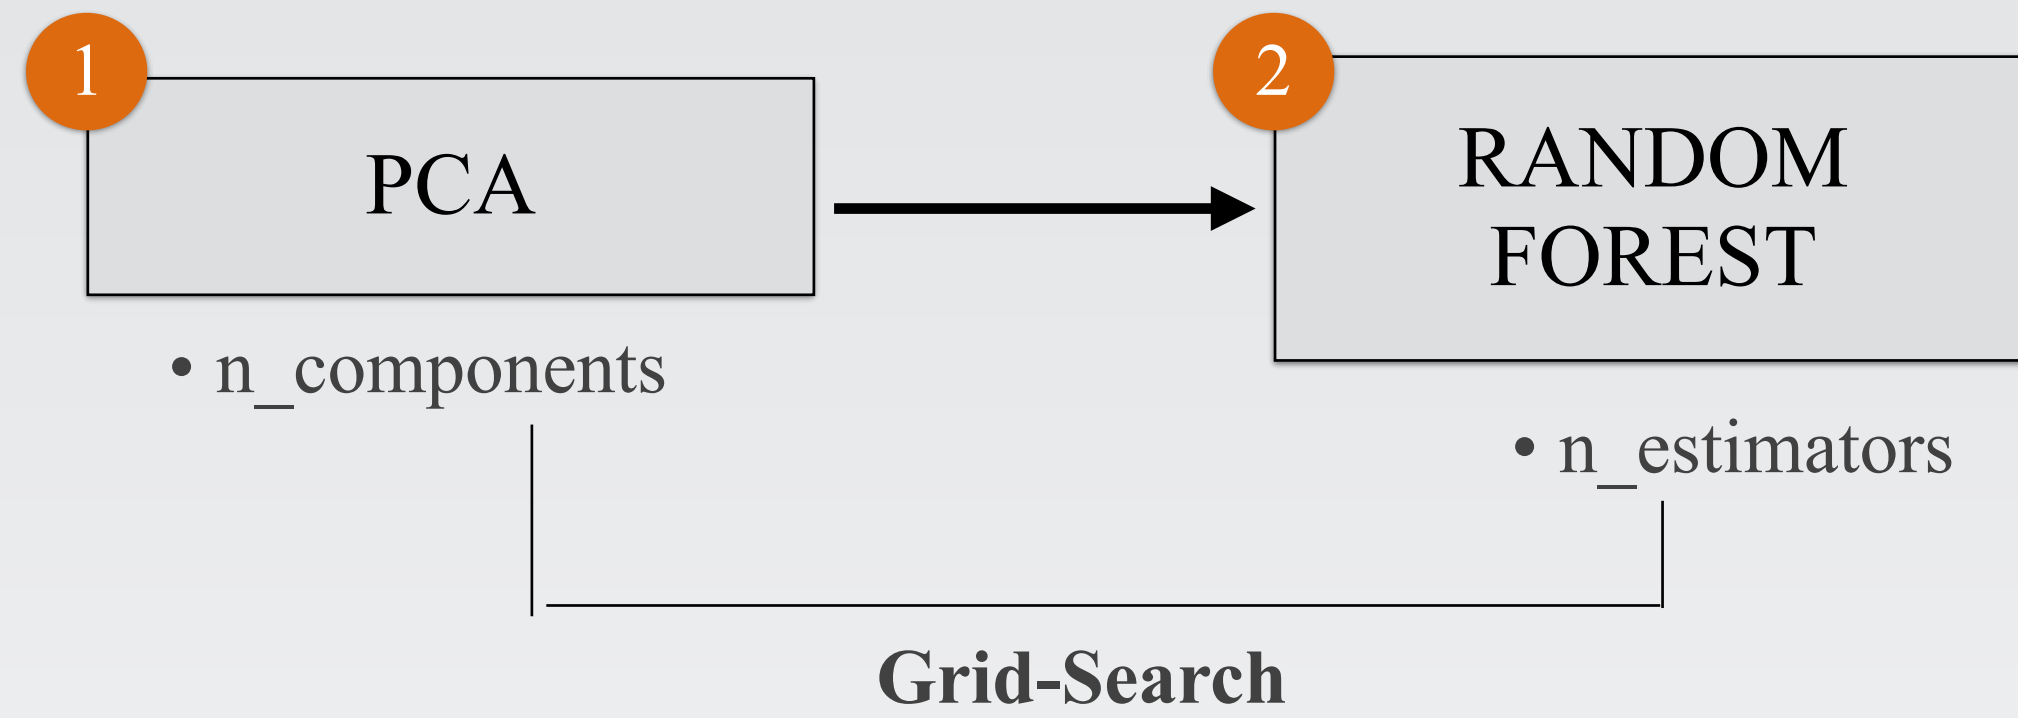 1
PCA
• n_components
2
RANDOM
FOREST
• n_estimators
Grid-Search